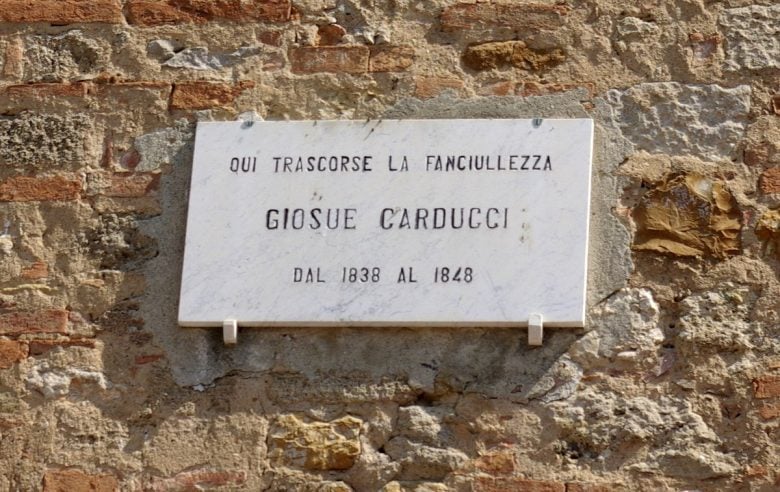 QUI TRASCORSE LA FANCIULLEZZA
GIOSUE CARDUCCI
DAL 1838 AL 1848